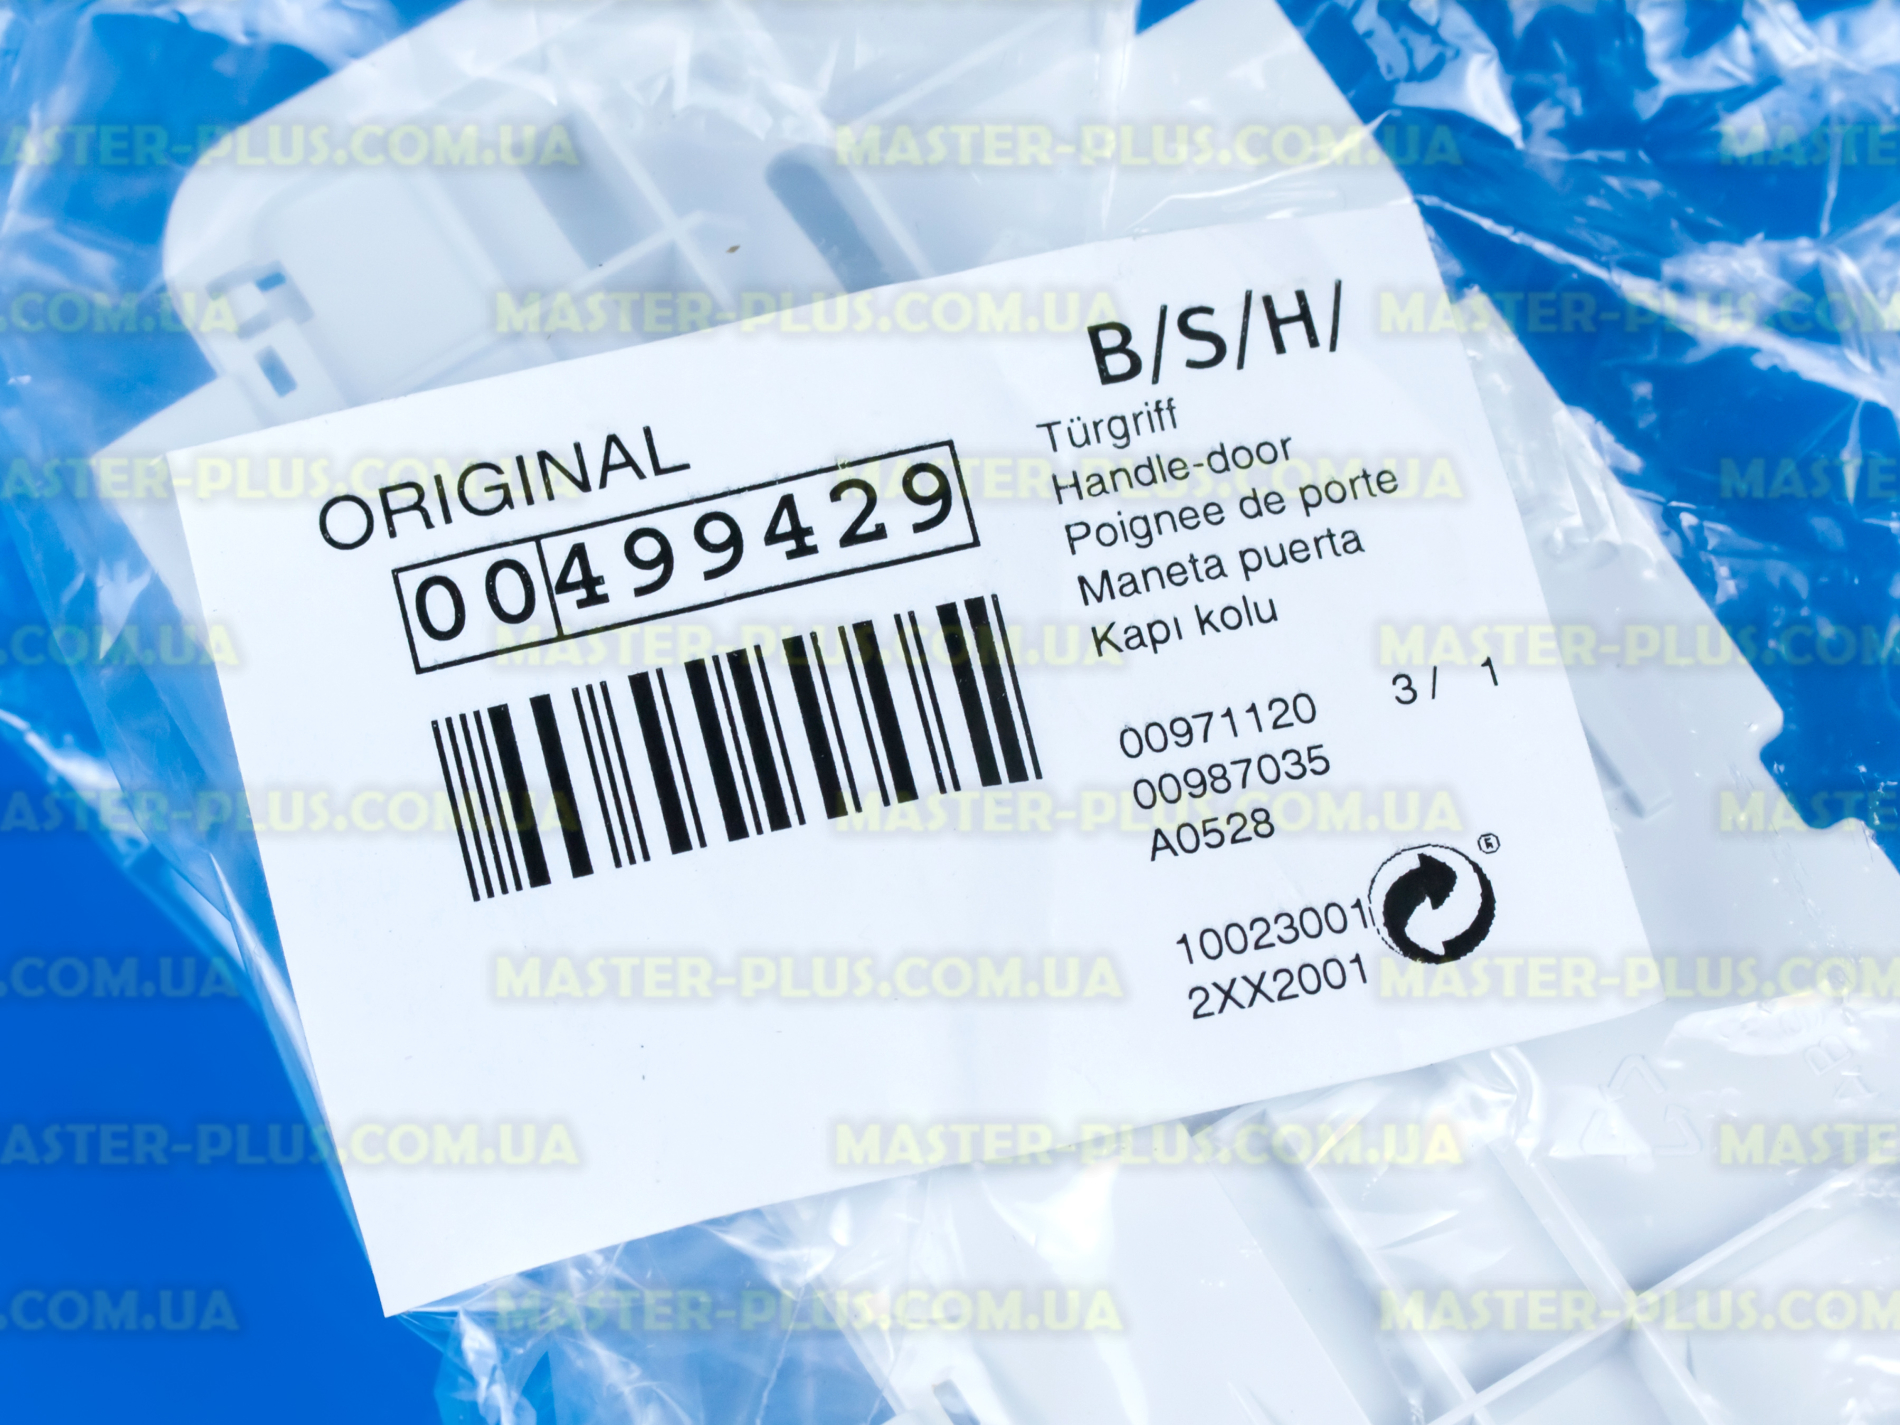 B/S/H/
ORIGINAL
00499429
Türgriff
Handle-door
Poignee de porte
Maneta puerta
Kapı kolu
3/ 1
00971120
00987035
A0528
10023001
2XX2001
®
MASTER-PLUS.COM.UA